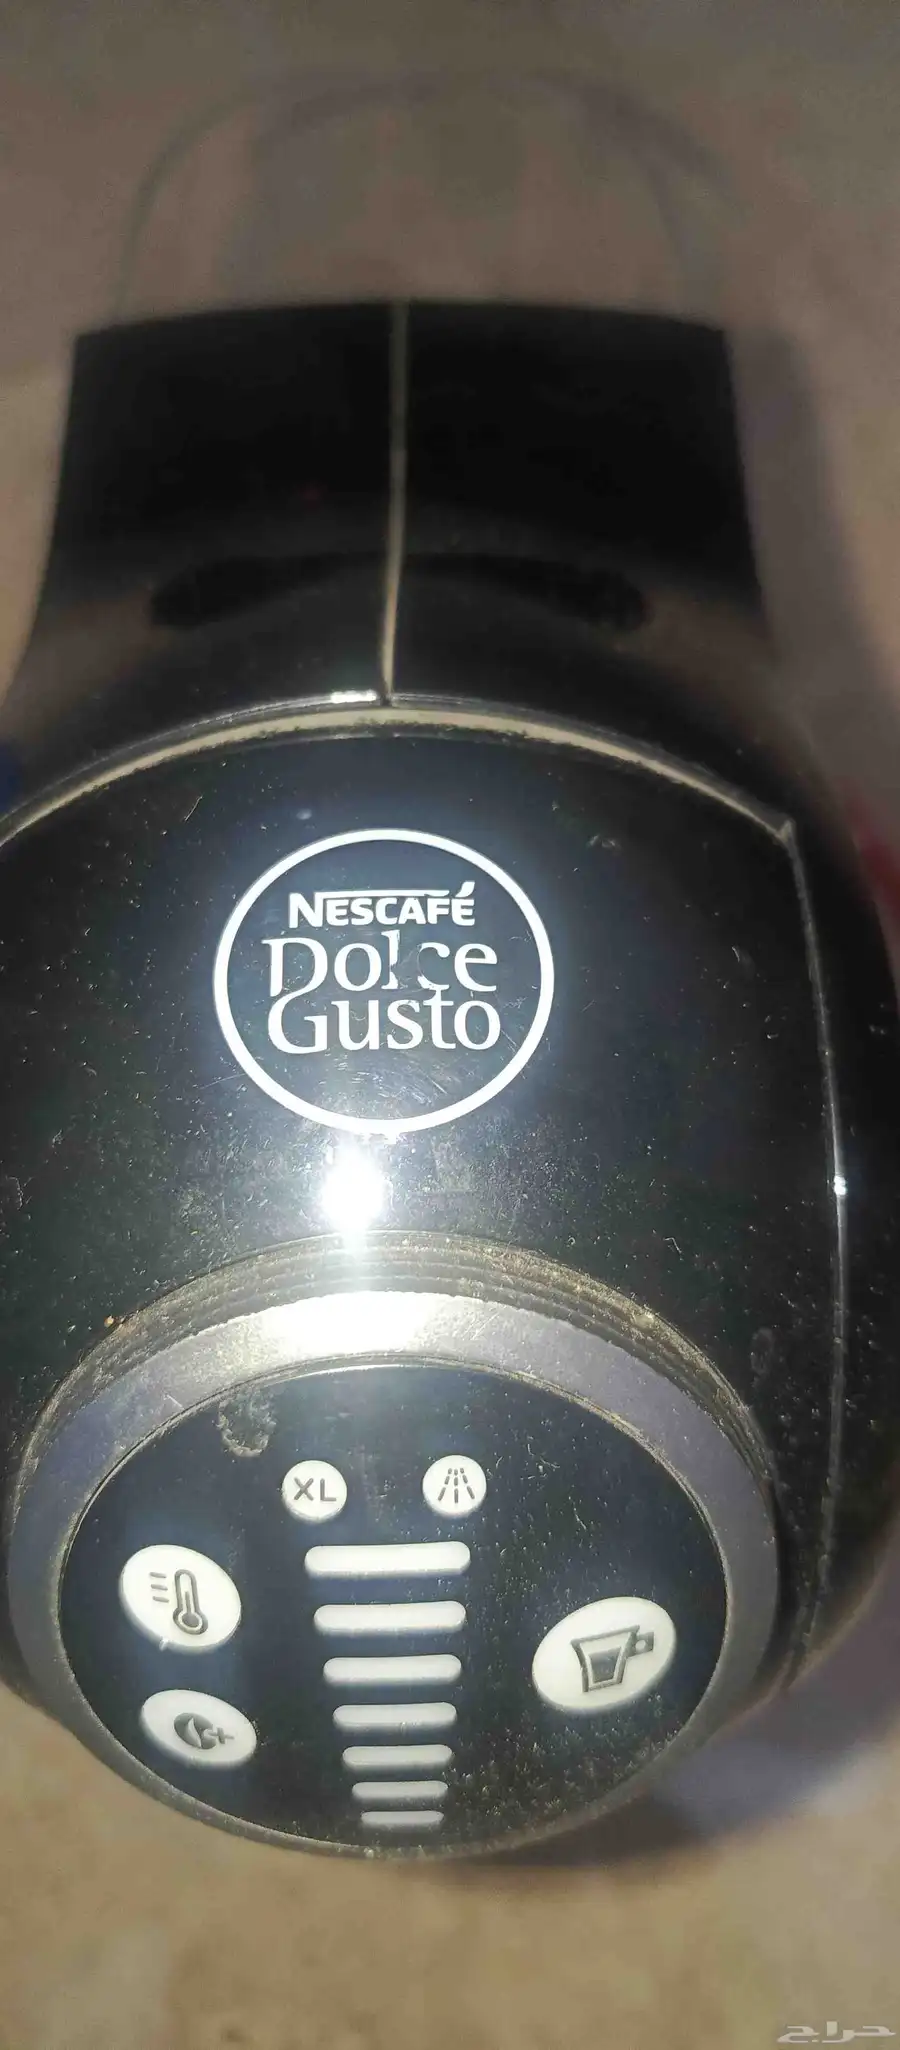 NESCAFÉ
Dolce
Gusto
XL
حراج